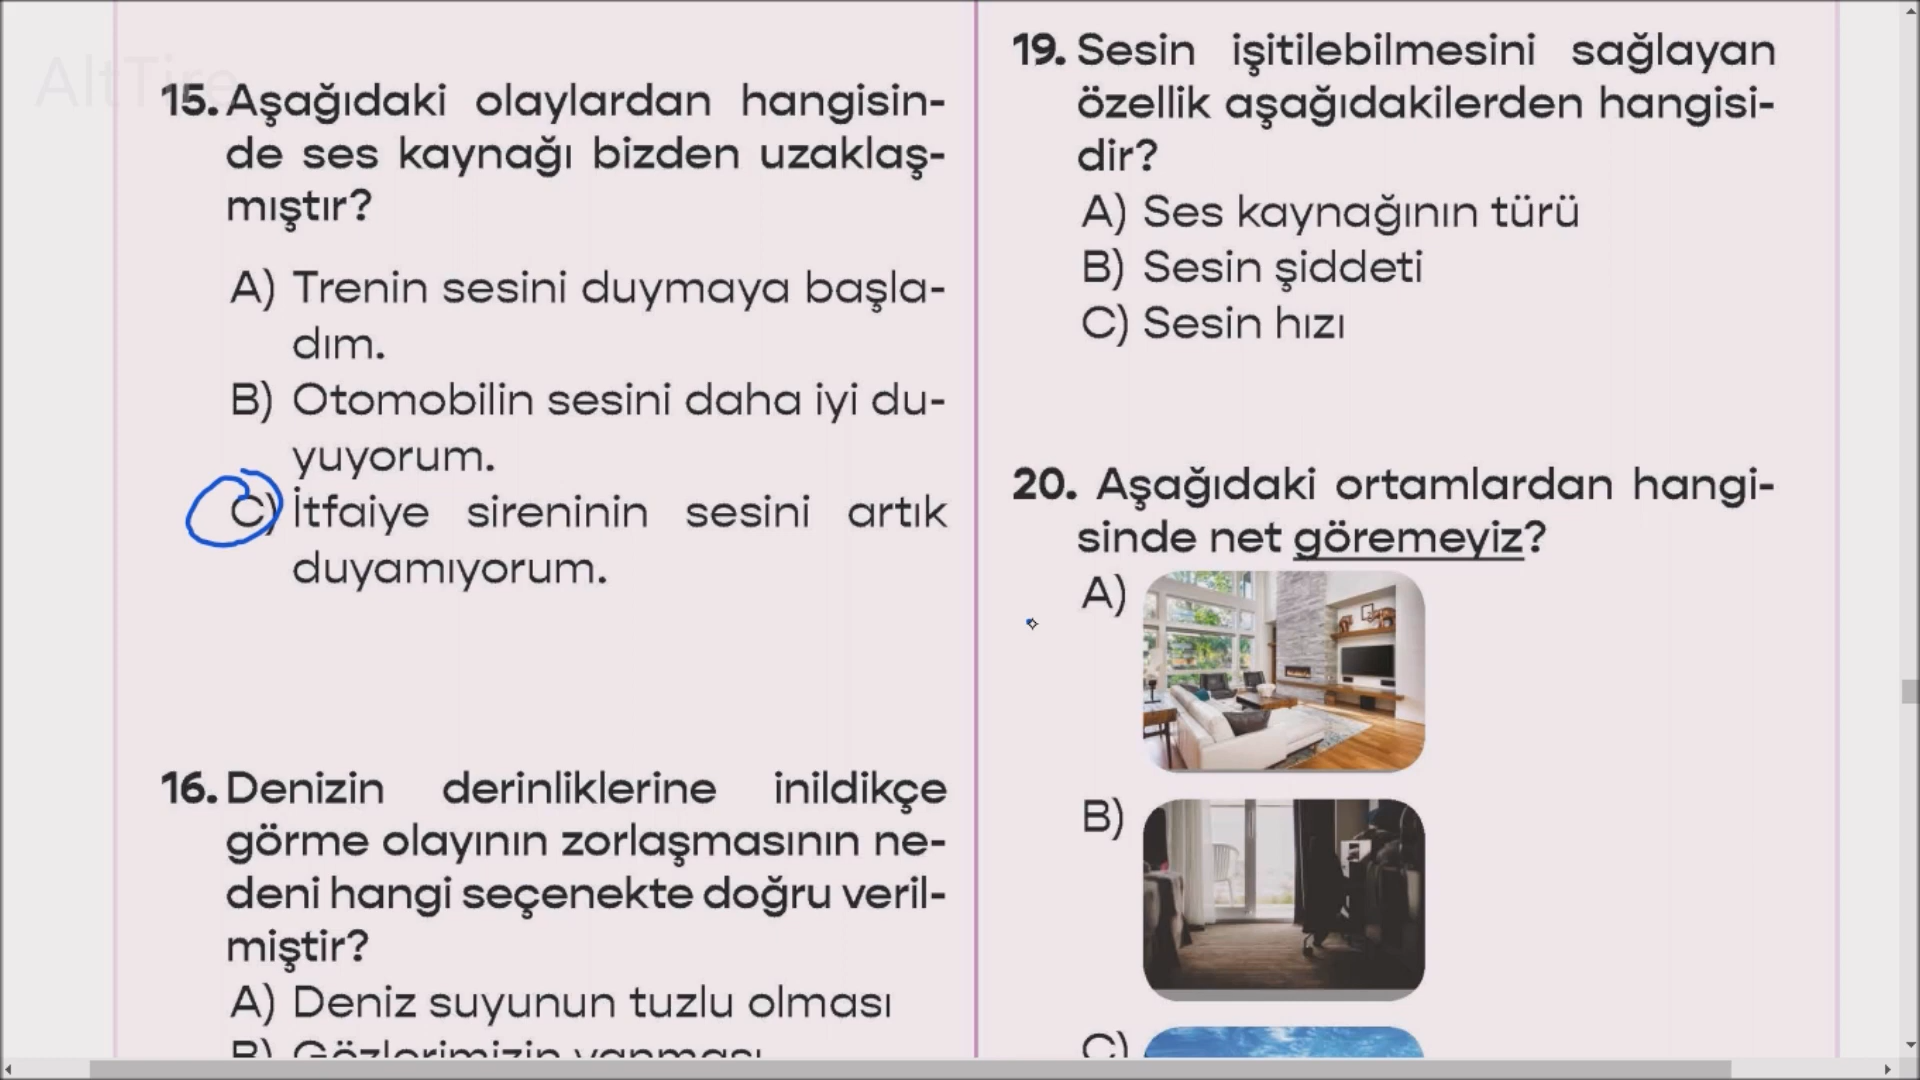 AltTire
15. Aşağıdaki olaylardan hangisin-
de ses kaynağı bizden uzaklaş-
mıştır?
A) Trenin sesini duymaya başla-
dım.
B) Otomobilin sesini daha iyi du-
yuyorum.
C) İtfaiye sireninin sesini artık
duyamıyorum.
16. Denizin derinliklerine inildikçe
görme olayının zorlaşmasının ne-
deni hangi seçenekte doğru veril-
miştir?
A) Deniz suyunun tuzlu olması
B) Gözlerimizin yanması
19. Sesin işitilebilmesini sağlayan
özellik aşağıdakilerden hangisi-
dir?
A) Ses kaynağının türü
B) Sesin şiddeti
C) Sesin hızı
20. Aşağıdaki ortamlardan hangi-
sinde net göremeyiz?
A)
B)
C)